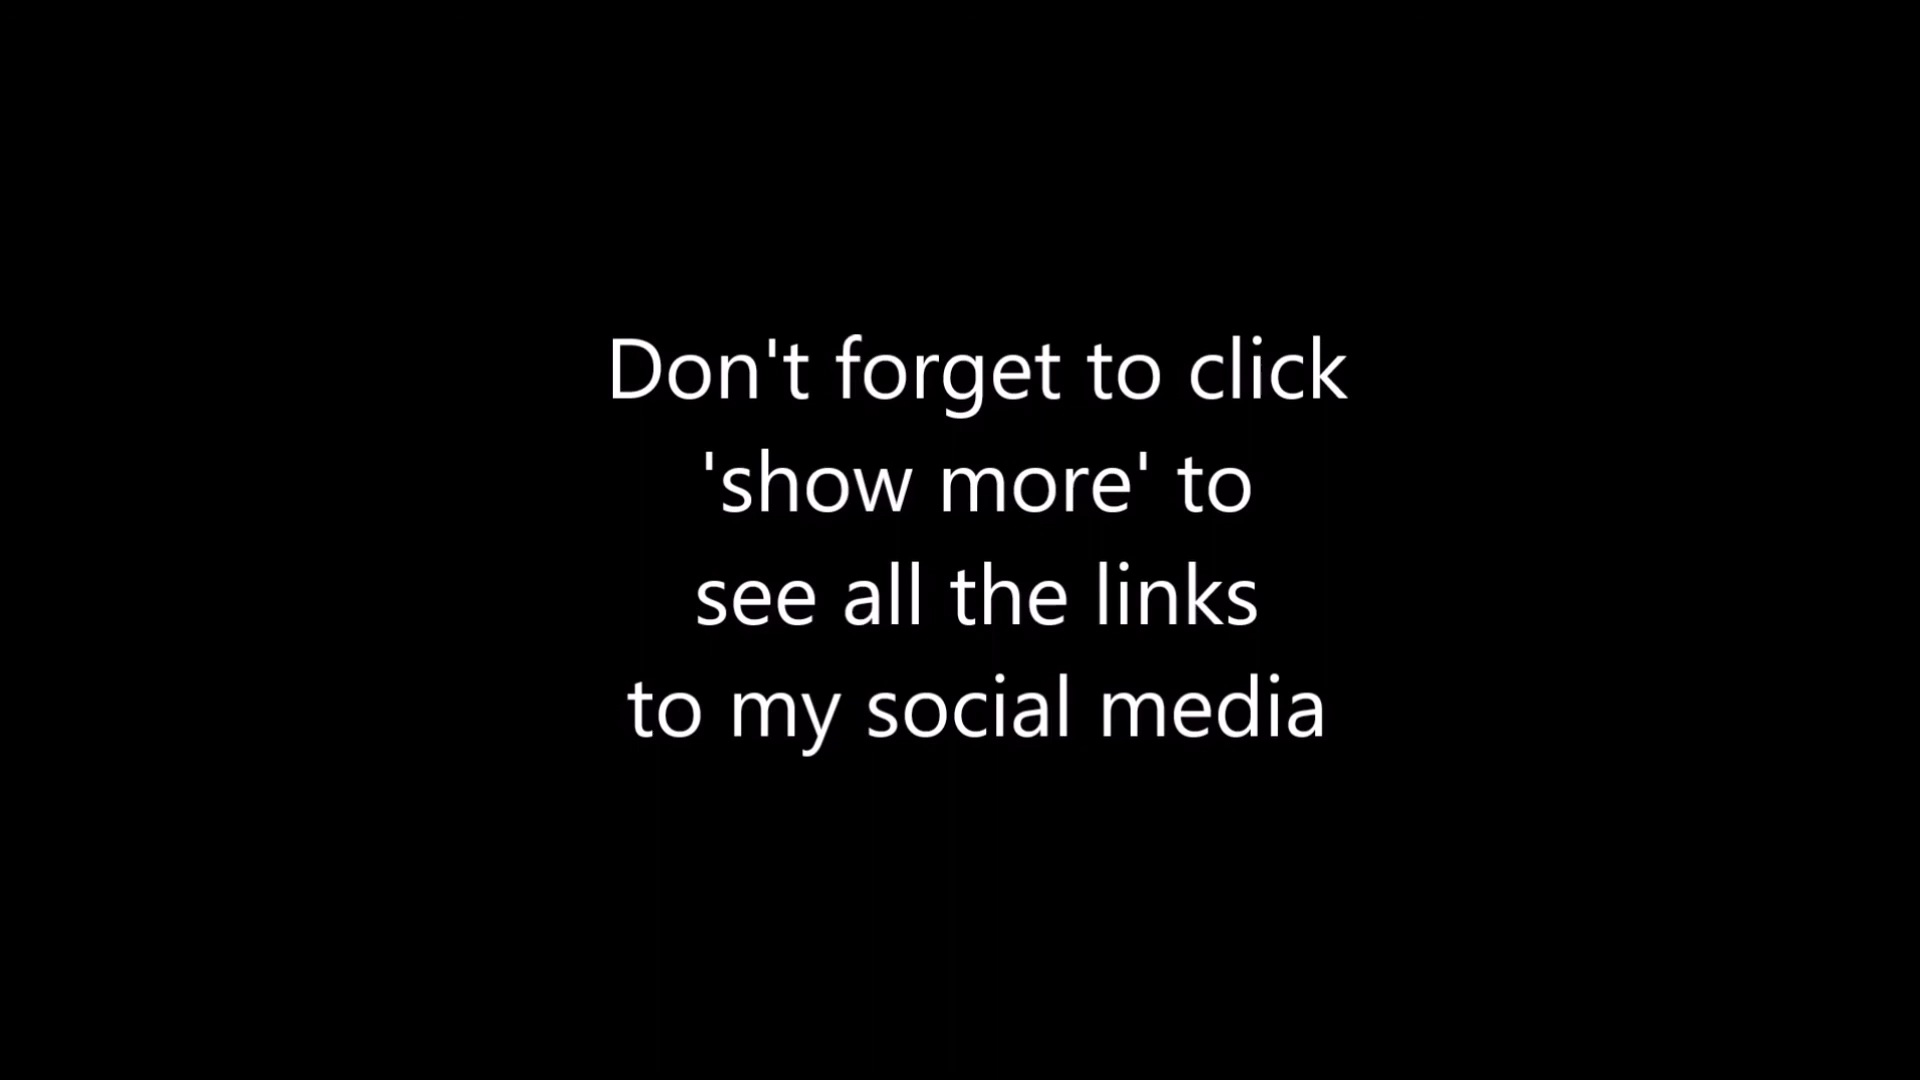 Don't forget to click
'show more' to
see all the links
to my social media